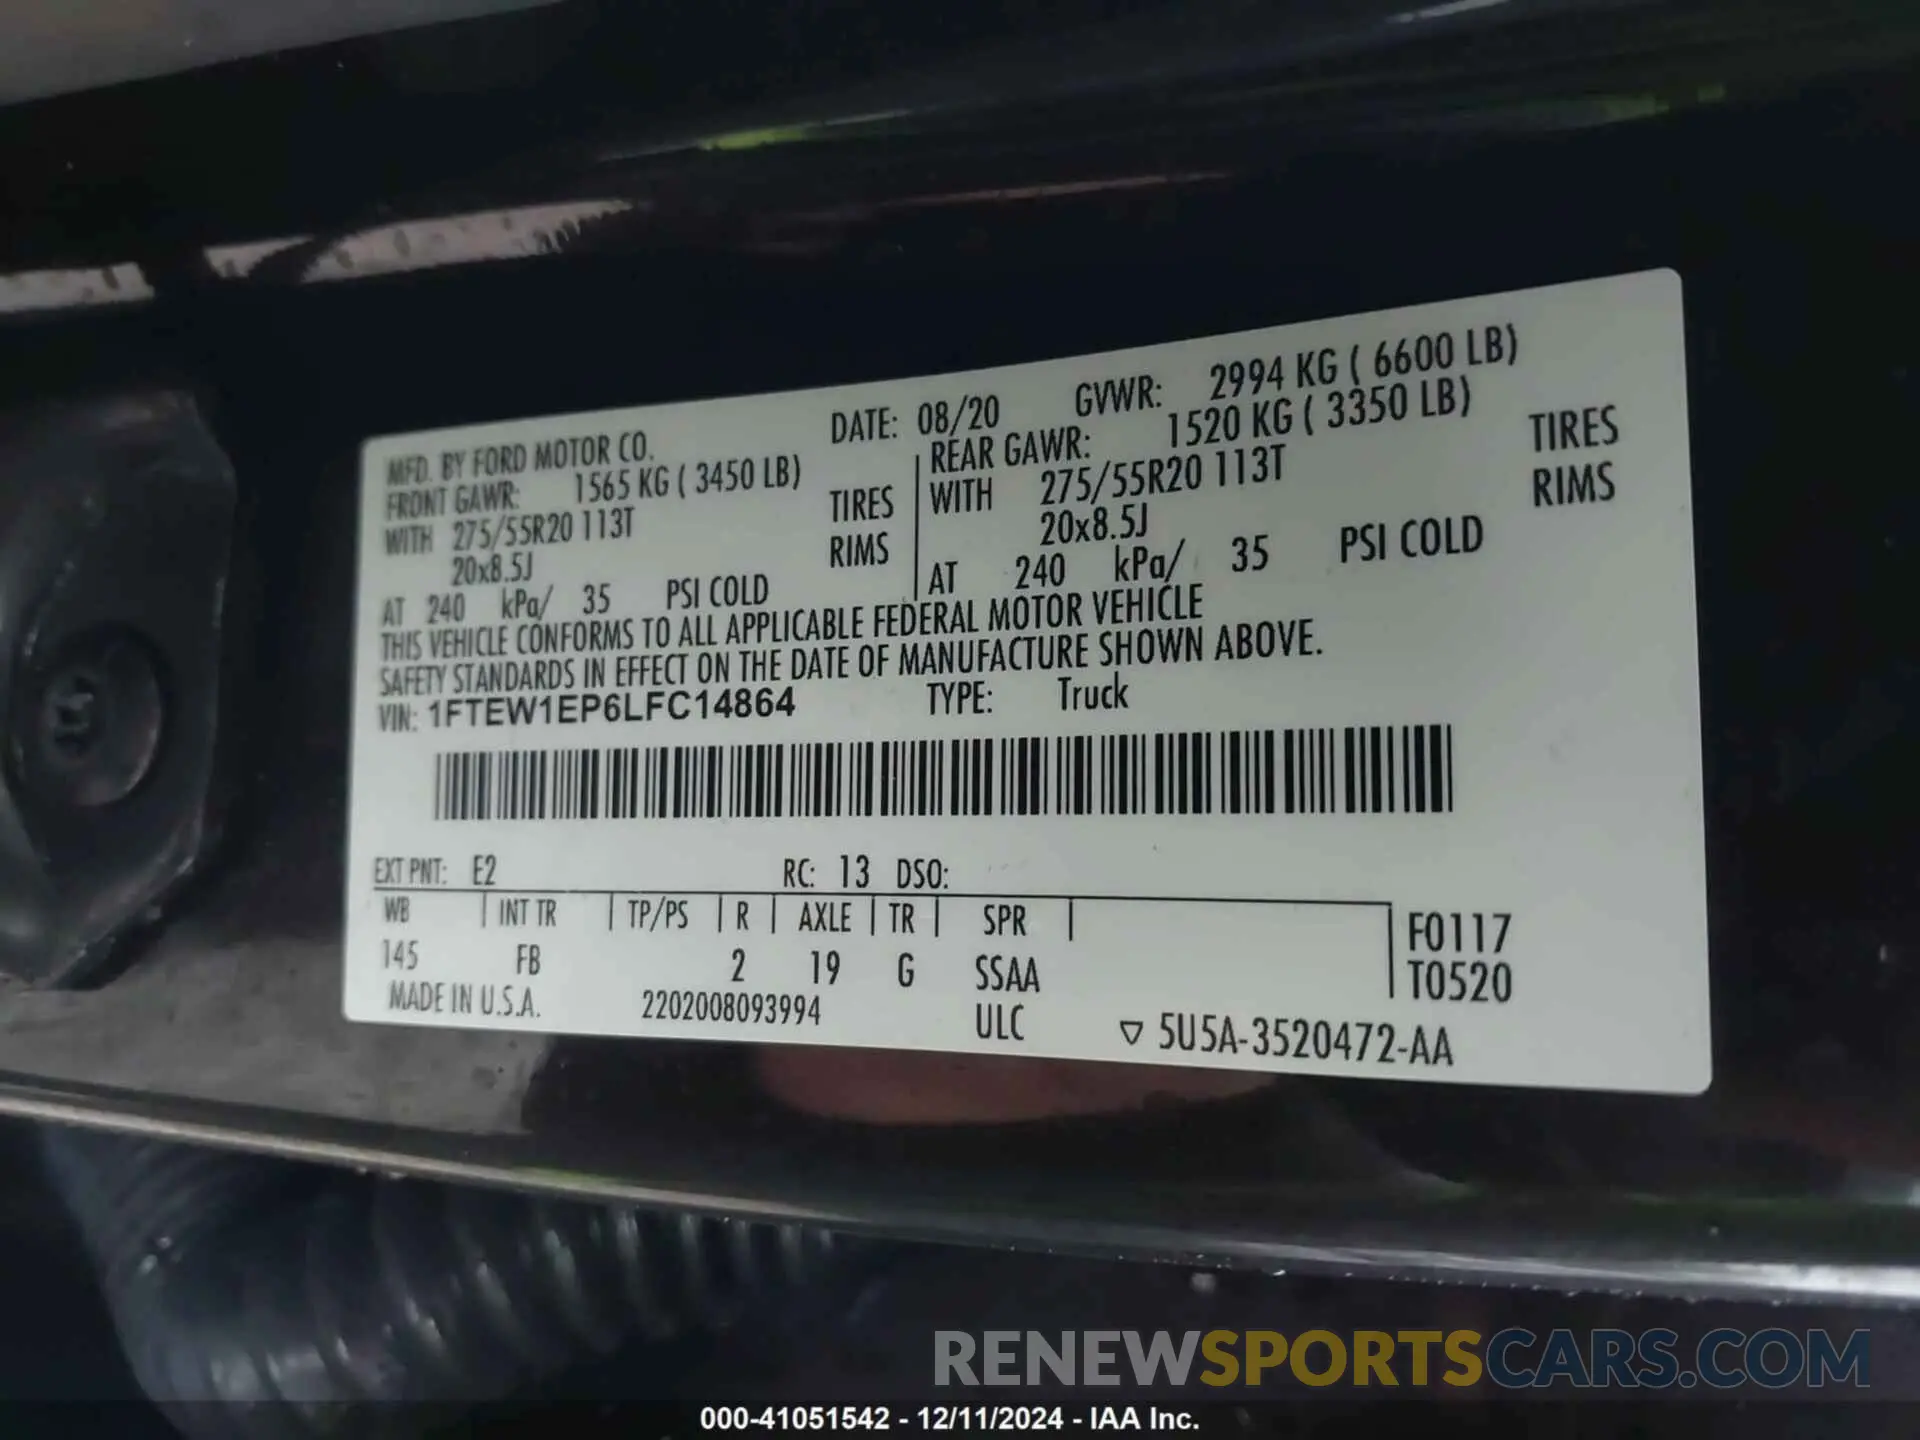 MFD. BY FORD MOTOR CO. DATE: 08/20 GVWR: 2994 KG ( 6600 LB)
FRONT GAWR: 1565 KG ( 3450 LB) REAR GAWR: 1520 KG ( 3350 LB)
WITH 275/55R20 113T TIRES WITH 275/55R20 113T TIRES
20x8.5J RIMS 20x8.5J RIMS
AT 240 kPa/ 35 PSI COLD AT 240 kPa/ 35 PSI COLD
THIS VEHICLE CONFORMS TO ALL APPLICABLE FEDERAL MOTOR VEHICLE
SAFETY STANDARDS IN EFFECT ON THE DATE OF MANUFACTURE SHOWN ABOVE.
VIN: 1FTEW1EP6LFC14864 TYPE: Truck
EXT PNT: E2 RC: 13 DSO:
WB INT TR TP/PS R AXLE TR SPR F0117
145 FB 2 19 G SSAA T0520
MADE IN U.S.A. 2202008093994 ULC ▽ 5U5A-3520472-AA
RENEWSPORTSCARS.COM
000-41051542 - 12/11/2024 - IAA Inc.